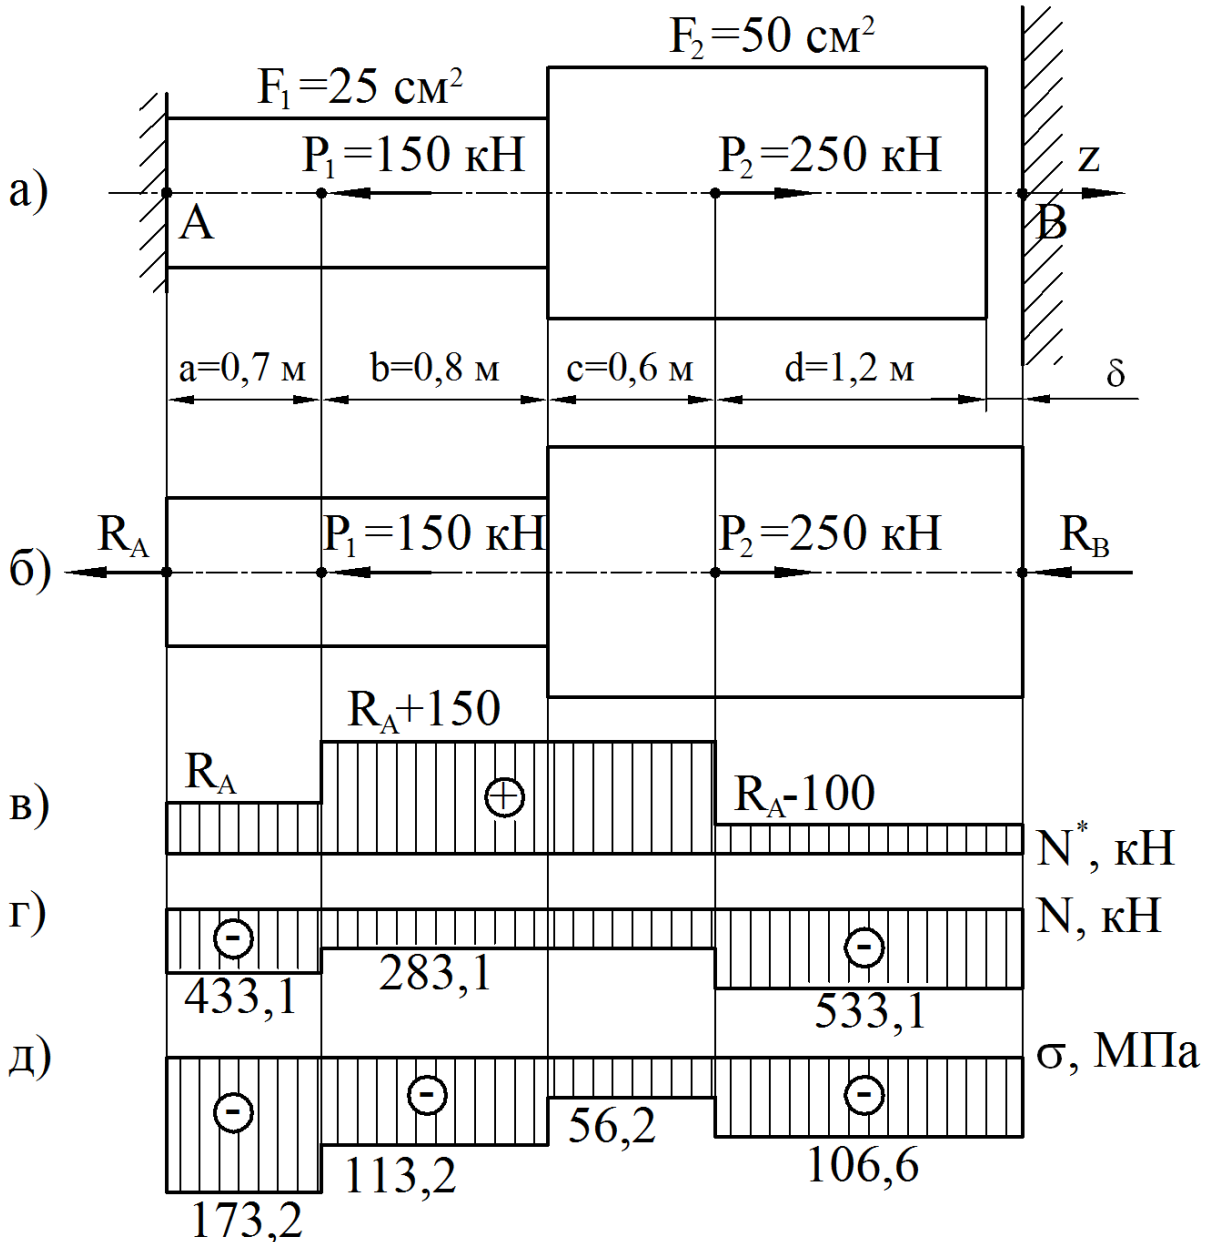 F₂=50 см²
F₁=25 см²
P₁=150 кН
P₂=250 кН
z
а)
A
B
a=0,7 м
b=0,8 м
c=0,6 м
d=1,2 м
δ
R_A
P₁=150 кН
P₂=250 кН
R_B
б)
R_A+150
R_A
+
R_A-100
в)
N*, кН
г)
-
-
N, кН
433,1
283,1
533,1
д)
-
-
-
σ, МПа
56,2
113,2
106,6
173,2